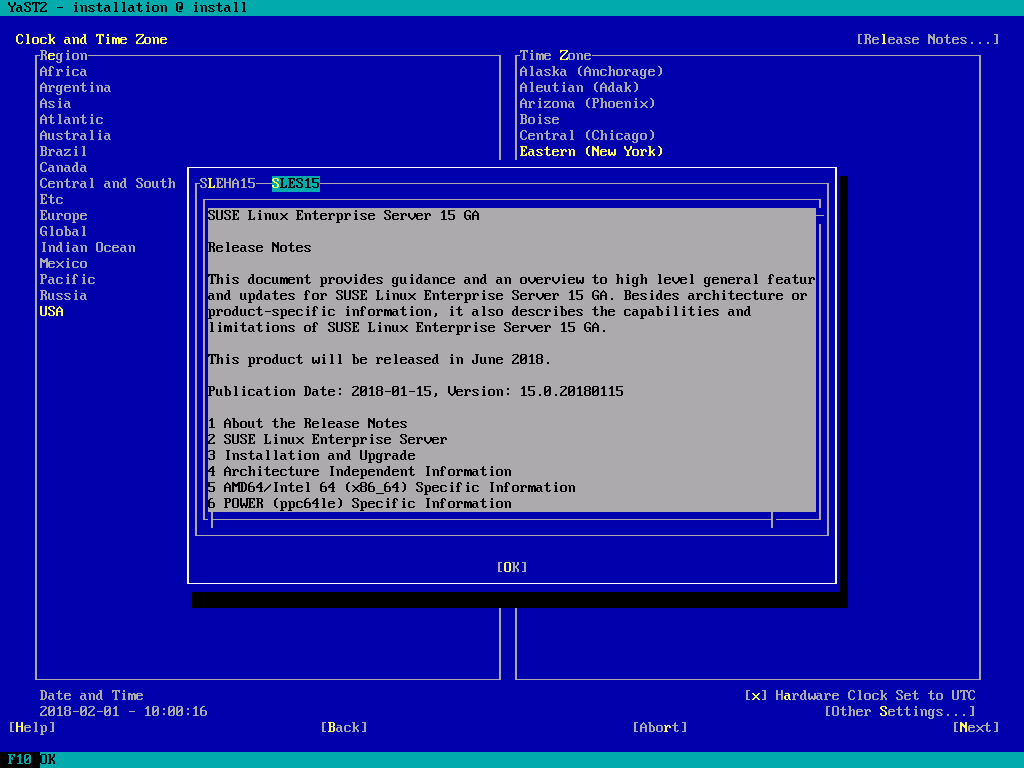 YaST2 - installation @ install
Clock and Time Zone
[Release Notes...]
Region
Africa
Argentina
Asia
Atlantic
Australia
Brazil
Canada
Central and South
Etc
Europe
Global
Indian Ocean
Mexico
Pacific
Russia
USA
Time Zone
Alaska (Anchorage)
Aleutian (Adak)
Arizona (Phoenix)
Boise
Central (Chicago)
Eastern (New York)
SLEHA15
SLES15
SUSE Linux Enterprise Server 15 GA
Release Notes
This document provides guidance and an overview to high level general featur
and updates for SUSE Linux Enterprise Server 15 GA. Besides architecture or
product-specific information, it also describes the capabilities and
limitations of SUSE Linux Enterprise Server 15 GA.
This product will be released in June 2018.
Publication Date: 2018-01-15, Version: 15.0.20180115
1 About the Release Notes
2 SUSE Linux Enterprise Server
3 Installation and Upgrade
4 Architecture Independent Information
5 AMD64/Intel 64 (x86_64) Specific Information
6 POWER (ppc64le) Specific Information
[OK]
Date and Time
2018-02-01 - 10:00:16
[x] Hardware Clock Set to UTC
[Other Settings...]
[Help]
[Back]
[Abort]
[Next]
F10 OK